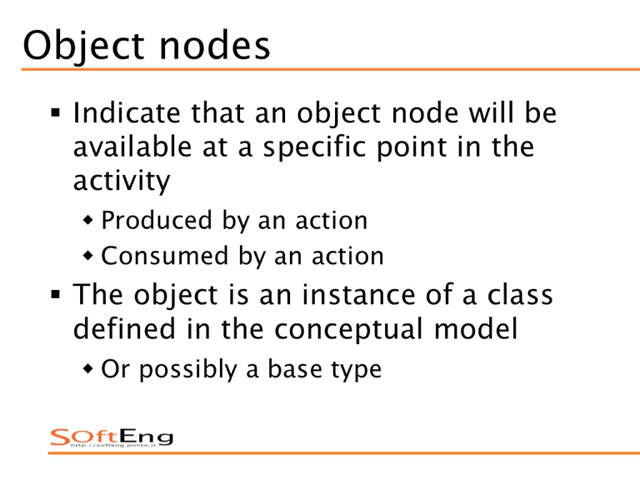 Object nodes
▪ Indicate that an object node will be
available at a specific point in the
activity
◆ Produced by an action
◆ Consumed by an action
▪ The object is an instance of a class
defined in the conceptual model
◆ Or possibly a base type
SOftEng
http://softeng.polito.it